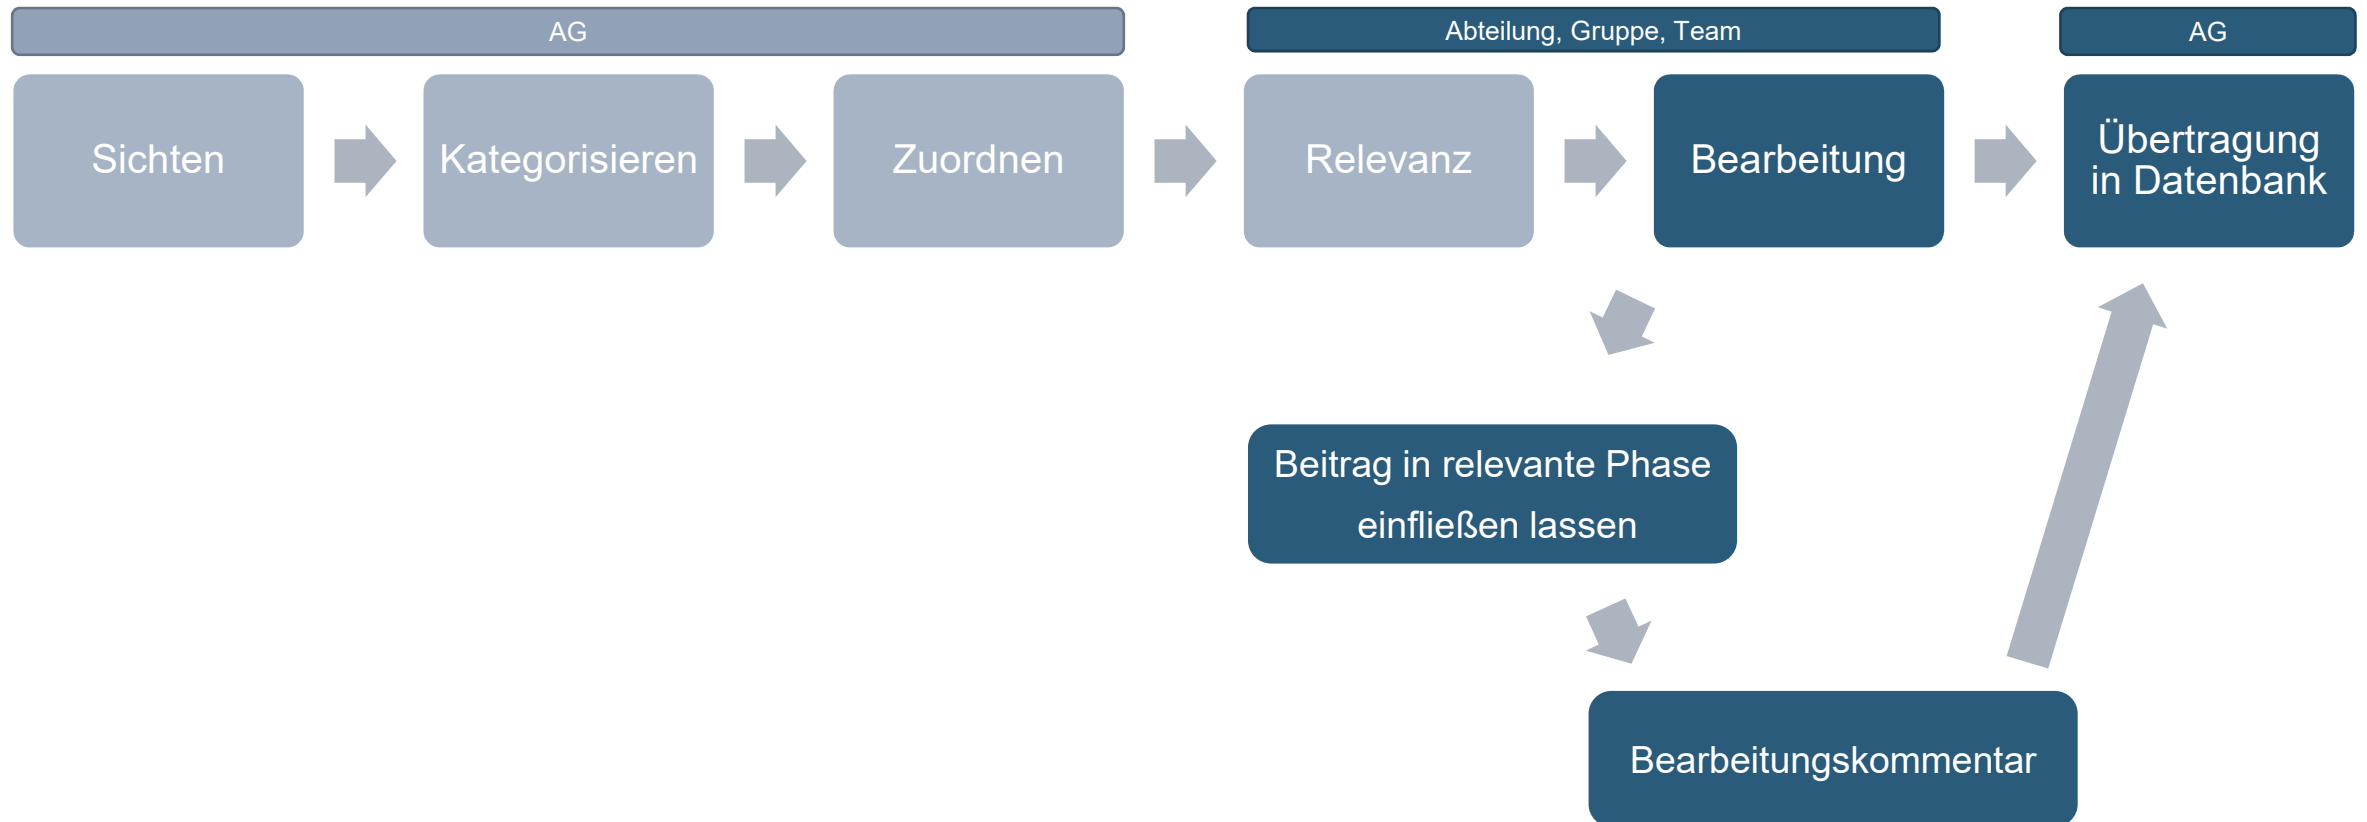 AG
Abteilung, Gruppe, Team
AG
Sichten
Kategorisieren
Zuordnen
Relevanz
Bearbeitung
Übertragung
in Datenbank
Beitrag in relevante Phase
einfließen lassen
Bearbeitungskommentar